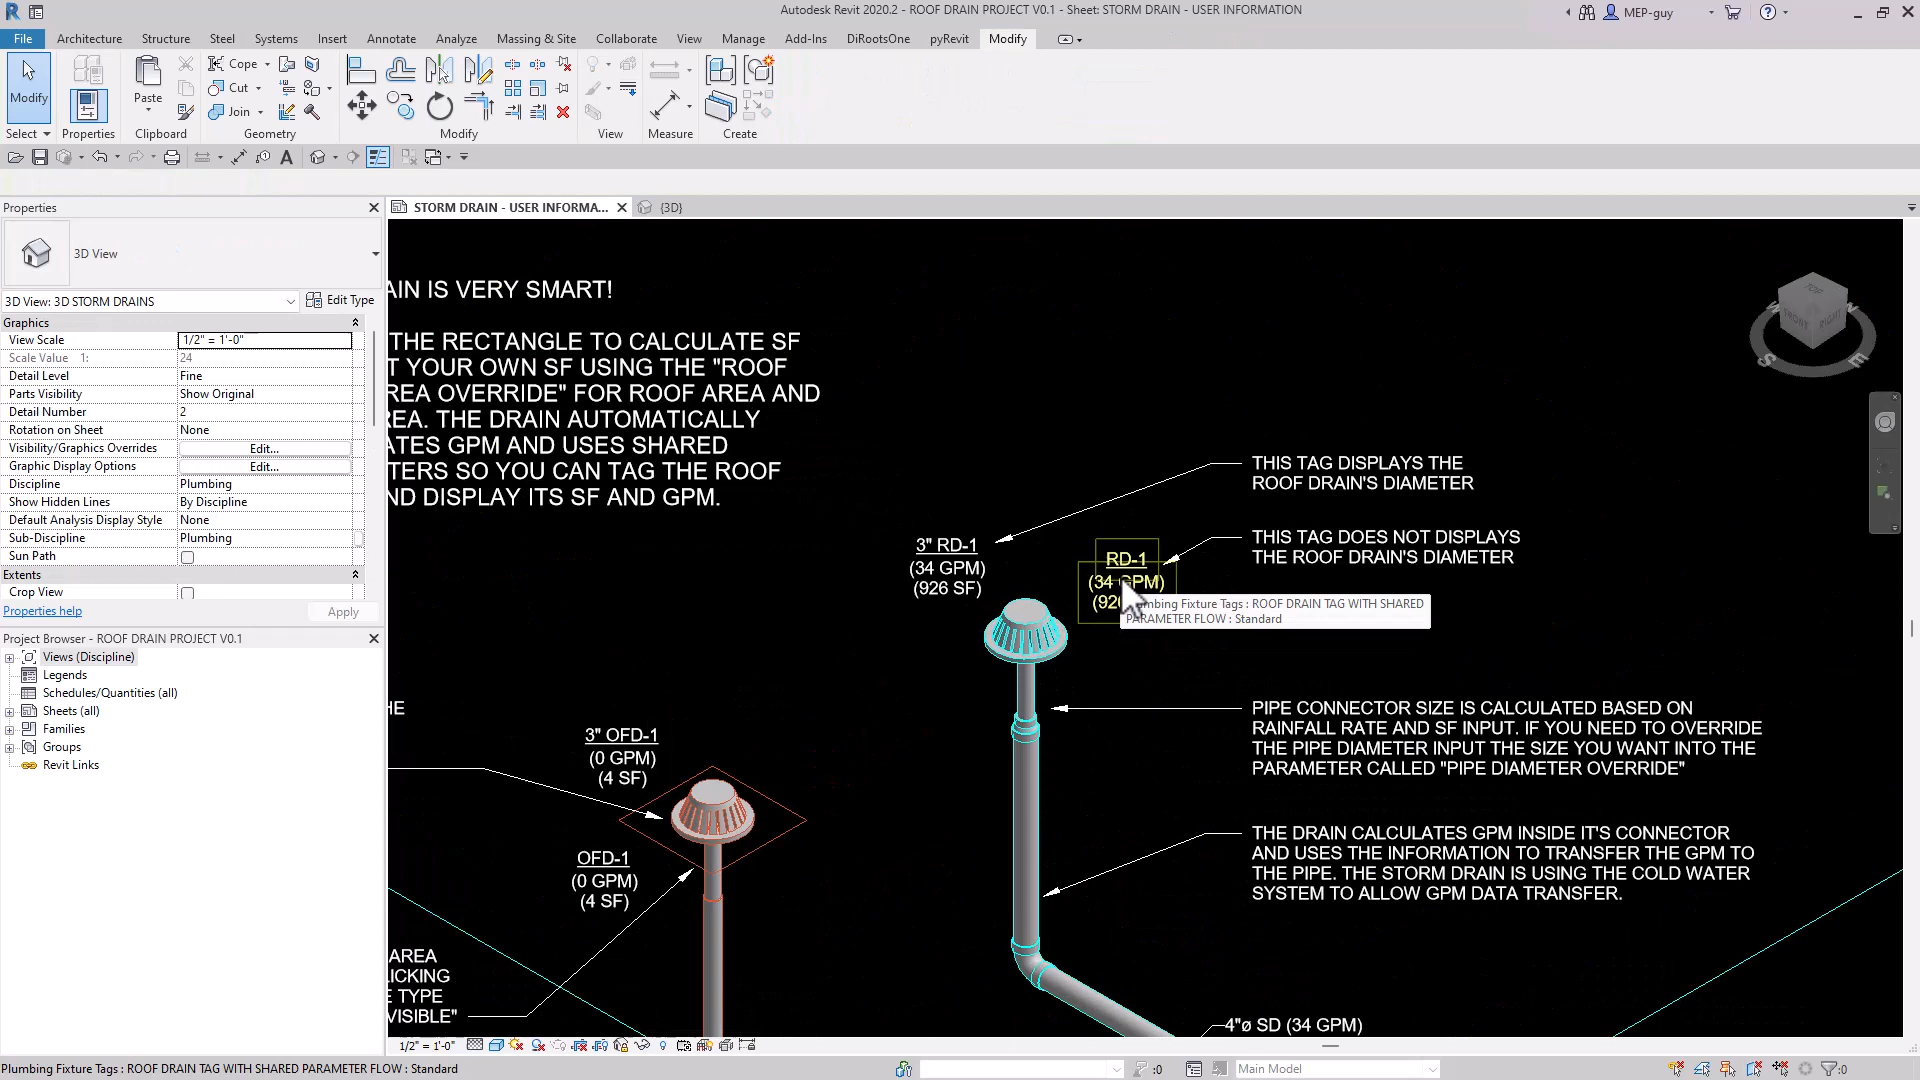 Autodesk Revit 2020.2 - ROOF DRAIN PROJECT V0.1 - Sheet: STORM DRAIN - USER INFORMATION
MEP-guy
File Architecture Structure Steel Systems Insert Annotate Analyze Massing & Site Collaborate View Manage Add-Ins DiRootsOne pyRevit Modify
Modify
Paste
Cope
Cut
Join
Select Properties Clipboard Geometry Modify View Measure Create
Properties
STORM DRAIN - USER INFORMA...
{3D}
3D View
3D View: 3D STORM DRAINS
Edit Type
Graphics
View Scale 1/2" = 1'-0"
Scale Value 1: 24
Detail Level Fine
Parts Visibility Show Original
Detail Number 2
Rotation on Sheet None
Visibility/Graphics Overrides Edit...
Graphic Display Options Edit...
Discipline Plumbing
Show Hidden Lines By Discipline
Default Analysis Display Style None
Sub-Discipline Plumbing
Sun Path
Extents
Crop View
Properties help
Apply
Project Browser - ROOF DRAIN PROJECT V0.1
Views (Discipline)
Legends
Schedules/Quantities (all)
Sheets (all)
Families
Groups
Revit Links
AIN IS VERY SMART!
THE RECTANGLE TO CALCULATE SF
T YOUR OWN SF USING THE "ROOF
REA OVERRIDE" FOR ROOF AREA AND
REA. THE DRAIN AUTOMATICALLY
ATES GPM AND USES SHARED
TERS SO YOU CAN TAG THE ROOF
ND DISPLAY ITS SF AND GPM.
TOP
FRONT
RIGHT
W
N
S
E
THIS TAG DISPLAYS THE
ROOF DRAIN'S DIAMETER
THIS TAG DOES NOT DISPLAYS
THE ROOF DRAIN'S DIAMETER
3" RD-1
(34 GPM)
(926 SF)
RD-1
(34 GPM)
(92
Plumbing Fixture Tags : ROOF DRAIN TAG WITH SHARED
PARAMETER FLOW : Standard
HE
3" OFD-1
(0 GPM)
(4 SF)
OFD-1
(0 GPM)
(4 SF)
AREA
ICKING
E TYPE
VISIBLE"
PIPE CONNECTOR SIZE IS CALCULATED BASED ON
RAINFALL RATE AND SF INPUT. IF YOU NEED TO OVERRIDE
THE PIPE DIAMETER INPUT THE SIZE YOU WANT INTO THE
PARAMETER CALLED "PIPE DIAMETER OVERRIDE"
THE DRAIN CALCULATES GPM INSIDE IT'S CONNECTOR
AND USES THE INFORMATION TO TRANSFER THE GPM TO
THE PIPE. THE STORM DRAIN IS USING THE COLD WATER
SYSTEM TO ALLOW GPM DATA TRANSFER.
4"ø SD (34 GPM)
1/2" = 1'-0"
Plumbing Fixture Tags : ROOF DRAIN TAG WITH SHARED PARAMETER FLOW : Standard
:0
Main Model
:0